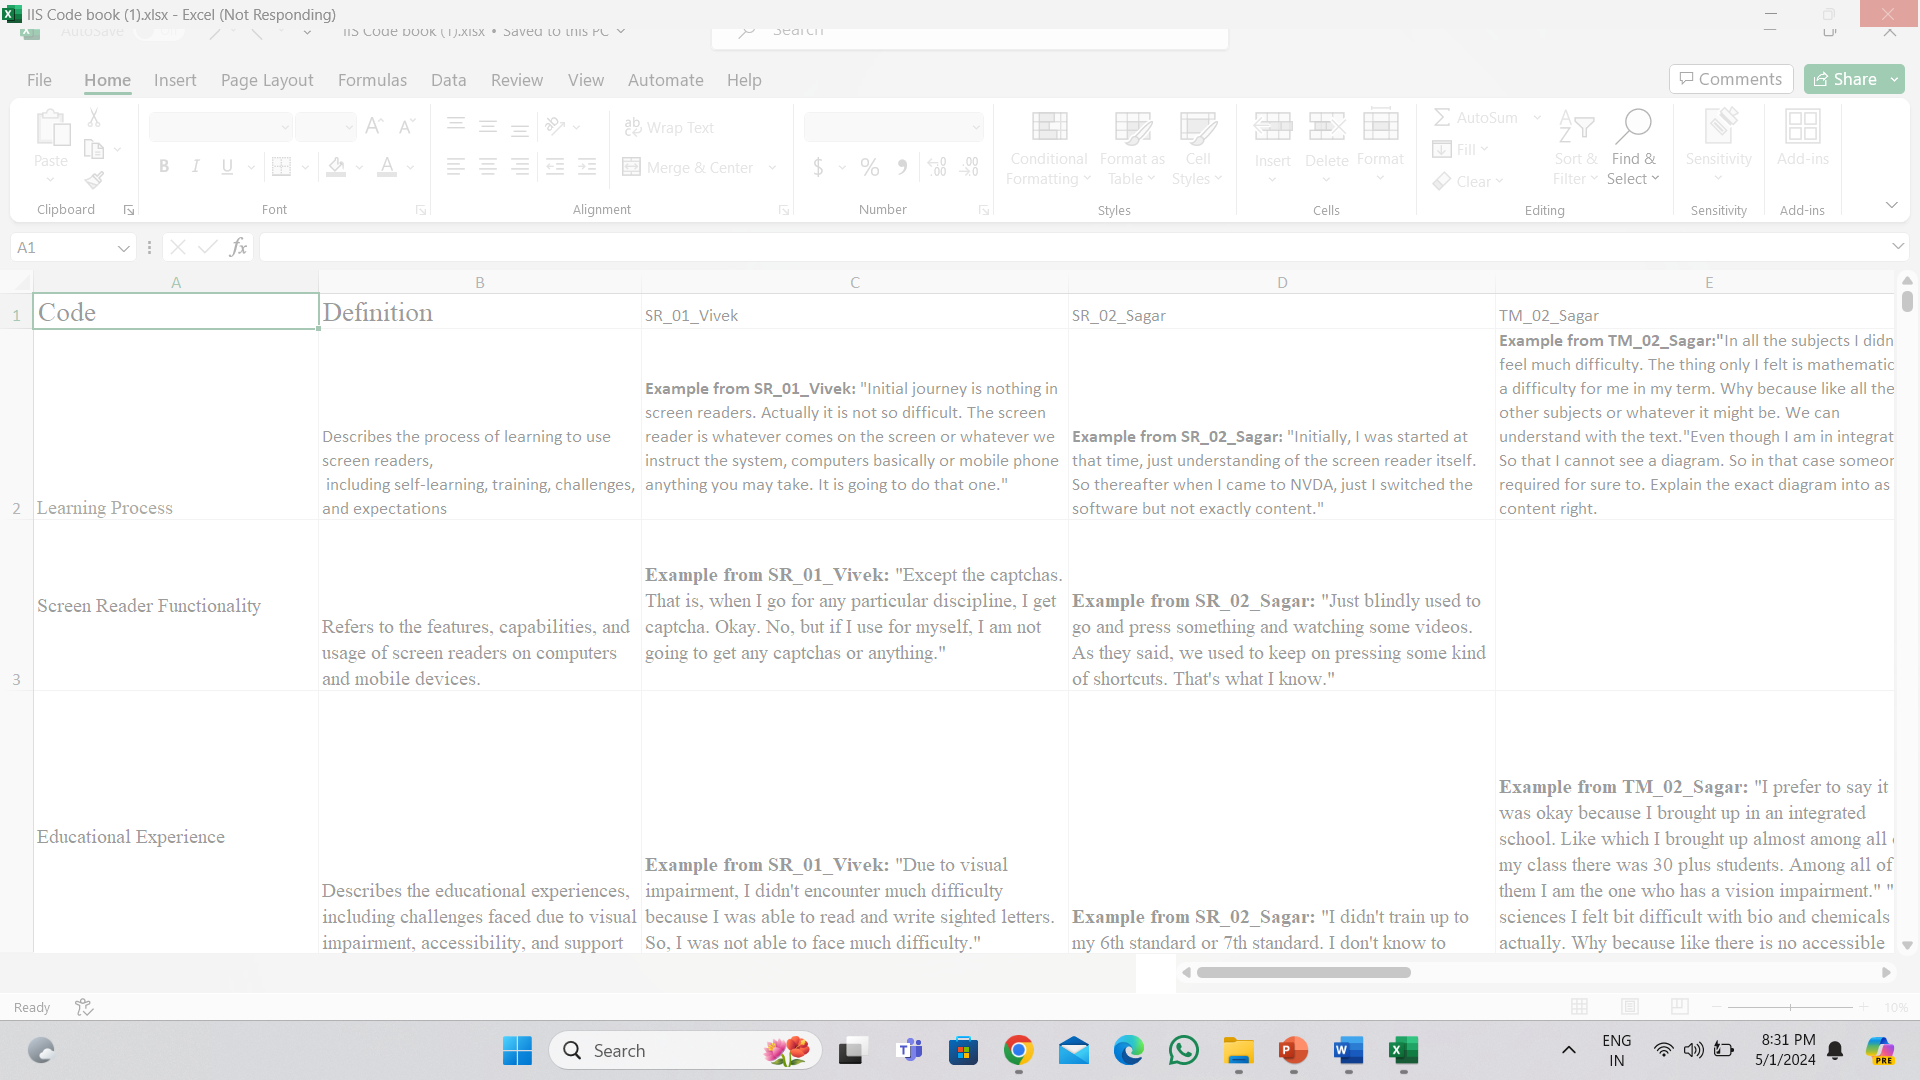 IIS Code book (1).xlsx - Excel (Not Responding)
AutoSave
IIS Code book (1).xlsx • Saved to this PC
Search
File Home Insert Page Layout Formulas Data Review View Automate Help
Comments Share
Paste
Clipboard
B I U A
Font
Wrap Text
Merge & Center
Alignment
$ %
Number
Conditional Formatting
Format as Table
Cell Styles
Styles
Insert Delete Format
Cells
AutoSum
Fill
Clear
Sort & Filter
Find & Select
Editing
Sensitivity
Sensitivity
Add-ins
Add-ins
A1 fx
A B C D E
1
Code
Definition
SR_01_Vivek
SR_02_Sagar
TM_02_Sagar
2
Learning Process
Describes the process of learning to use
screen readers,
including self-learning, training, challenges,
and expectations
Example from SR_01_Vivek: "Initial journey is nothing in
screen readers. Actually it is not so difficult. The screen
reader is whatever comes on the screen or whatever we
instruct the system, computers basically or mobile phone
anything you may take. It is going to do that one."
Example from SR_02_Sagar: "Initially, I was started at
that time, just understanding of the screen reader itself.
So thereafter when I came to NVDA, just I switched the
software but not exactly content."
Example from TM_02_Sagar:"In all the subjects I didn
feel much difficulty. The thing only I felt is mathematic
a difficulty for me in my term. Why because like all the
other subjects or whatever it might be. We can
understand with the text."Even though I am in integrat
So that I cannot see a diagram. So in that case someor
required for sure to. Explain the exact diagram into as
content right.
3
Screen Reader Functionality
Refers to the features, capabilities, and
usage of screen readers on computers
and mobile devices.
Example from SR_01_Vivek: "Except the captchas.
That is, when I go for any particular discipline, I get
captcha. Okay. No, but if I use for myself, I am not
going to get any captchas or anything."
Example from SR_02_Sagar: "Just blindly used to
go and press something and watching some videos.
As they said, we used to keep on pressing some kind
of shortcuts. That's what I know."
Educational Experience
Describes the educational experiences,
including challenges faced due to visual
impairment, accessibility, and support
Example from SR_01_Vivek: "Due to visual
impairment, I didn't encounter much difficulty
because I was able to read and write sighted letters.
So, I was not able to face much difficulty."
Example from SR_02_Sagar: "I didn't train up to
my 6th standard or 7th standard. I don't know to
Example from TM_02_Sagar: "I prefer to say it
was okay because I brought up in an integrated
school. Like which I brought up almost among all
my class there was 30 plus students. Among all of
them I am the one who has a vision impairment." "
sciences I felt bit difficult with bio and chemicals
actually. Why because like there is no accessible
Ready
10%
Search
ENG
IN
8:31 PM
5/1/2024
PRE